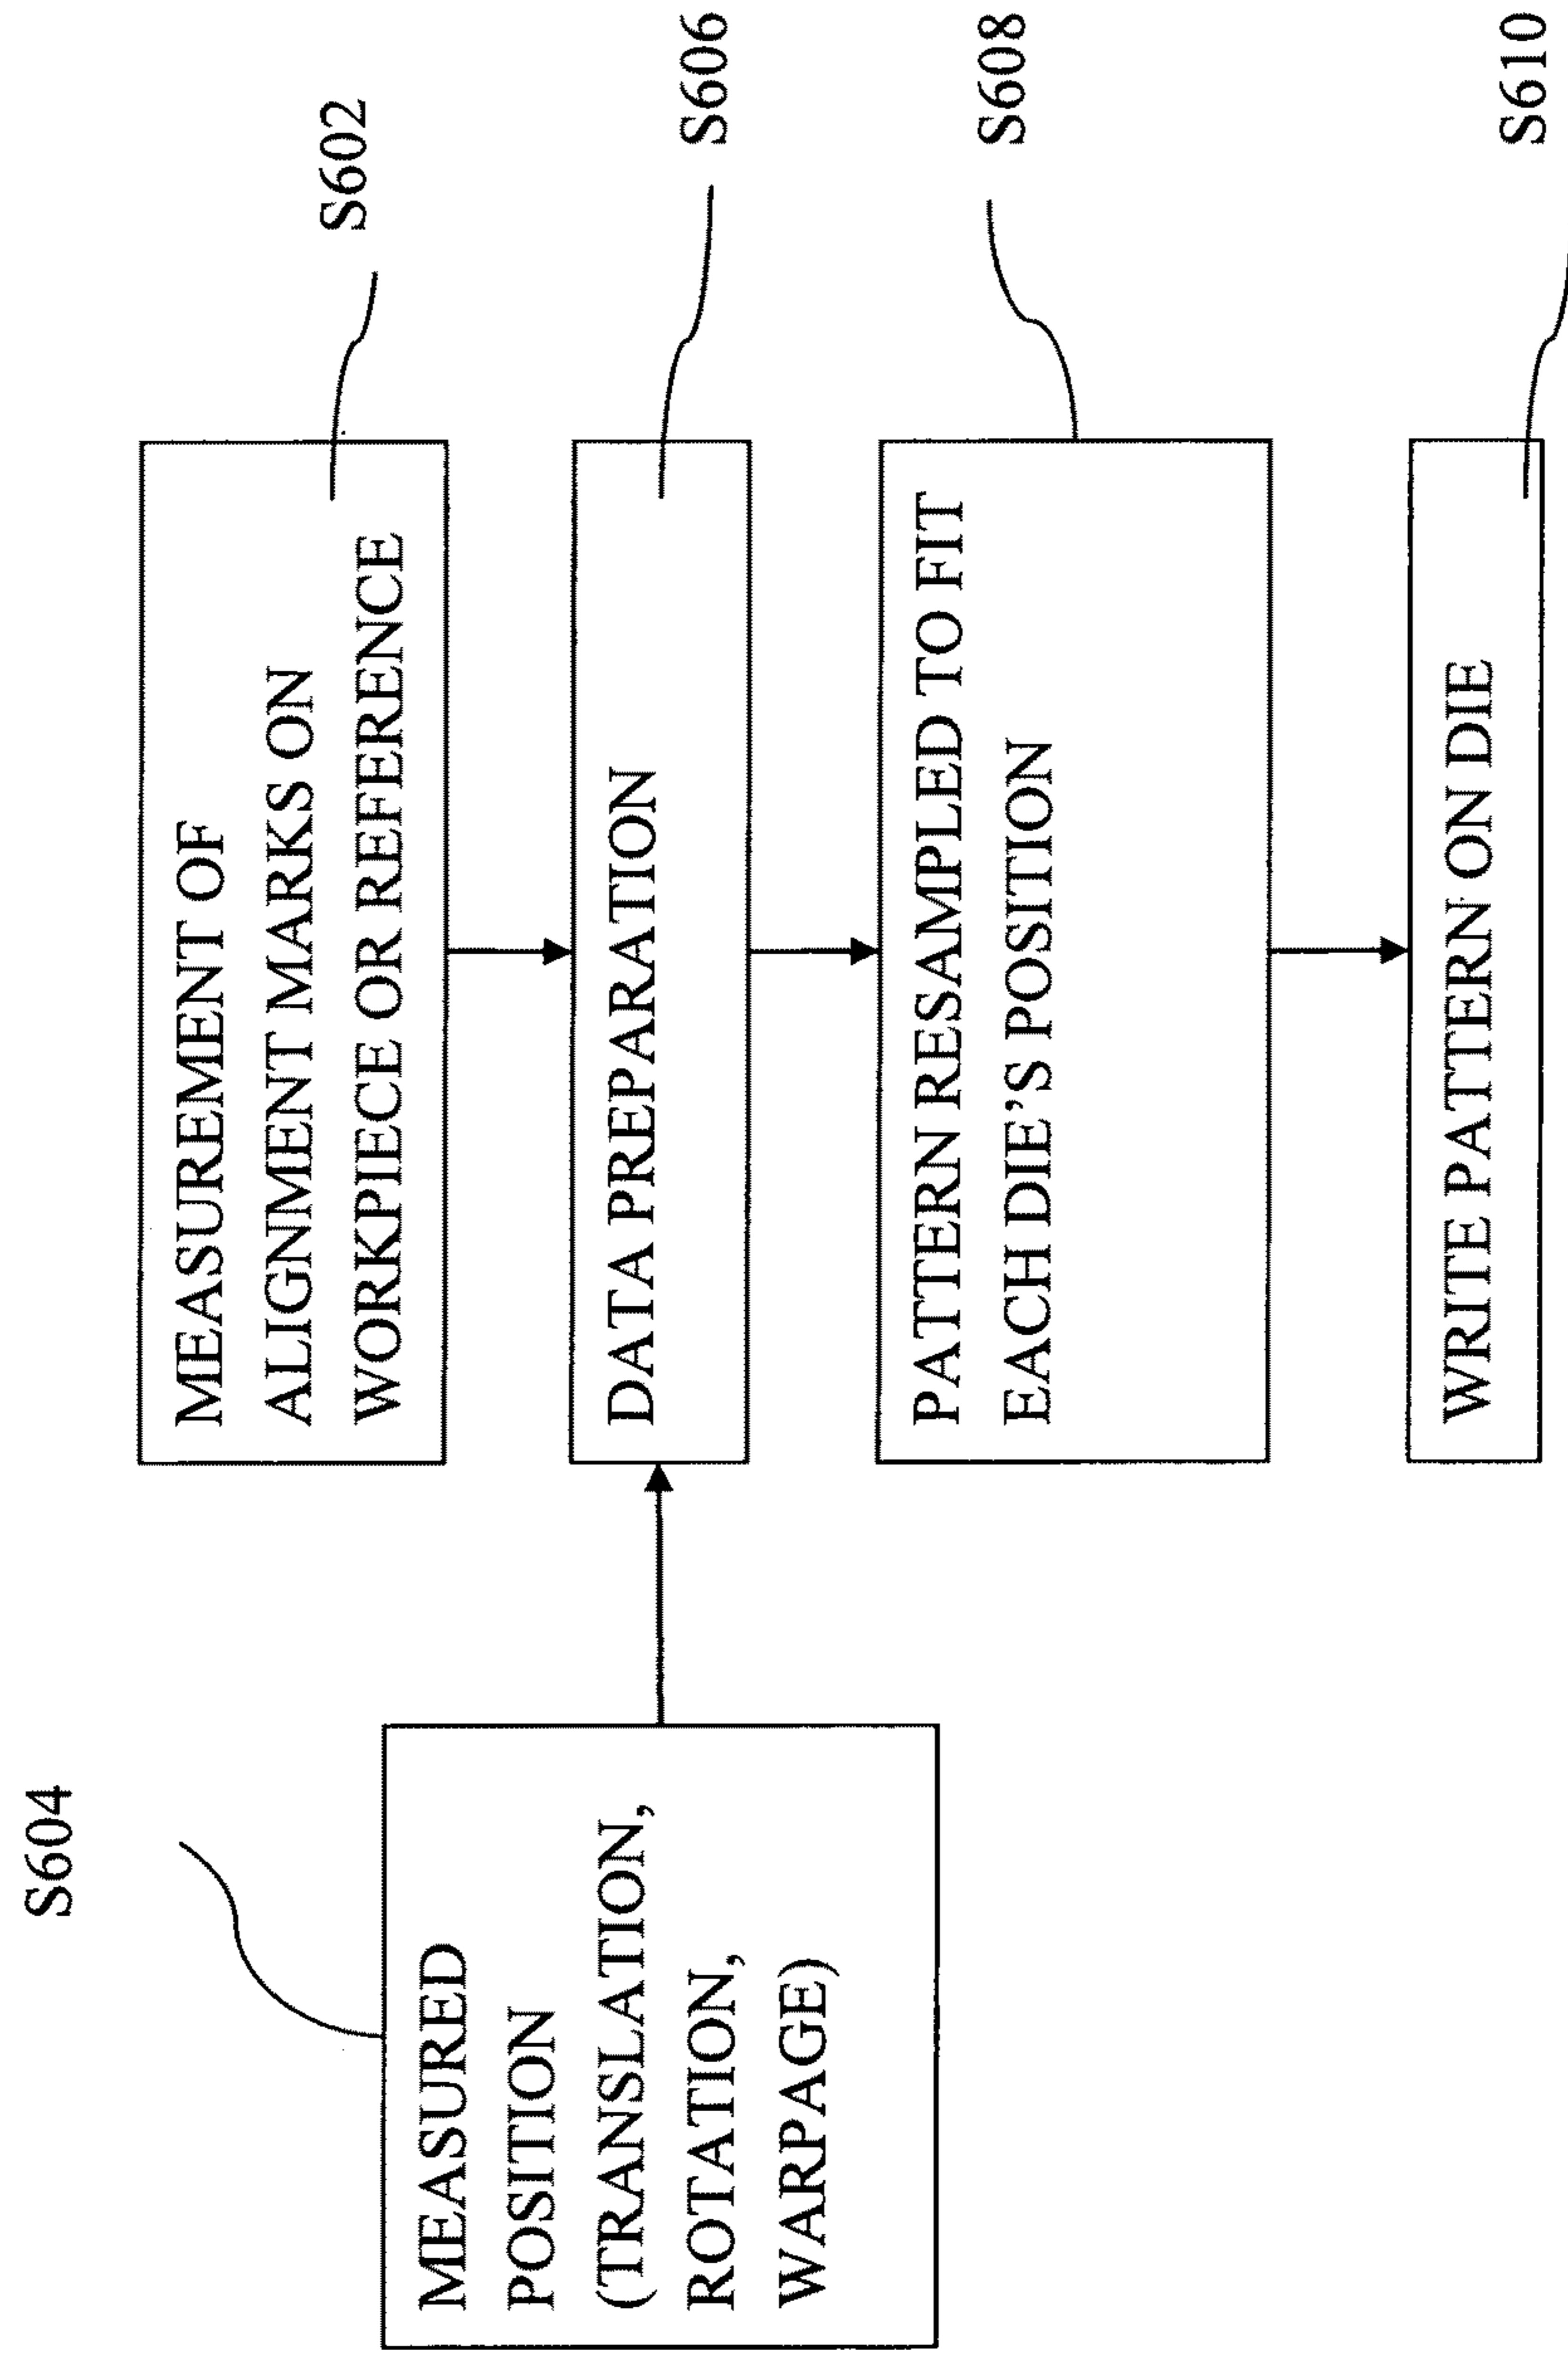 S602
MEASUREMENT OF
ALIGNMENT MARKS ON
WORKPIECE OR REFERENCE
S604
MEASURED
POSITION
(TRANSLATION,
ROTATION,
WARPAGE)
S606
DATA PREPARATION
S608
PATTERN RESAMPLED TO FIT
EACH DIE'S POSITION
S610
WRITE PATTERN ON DIE